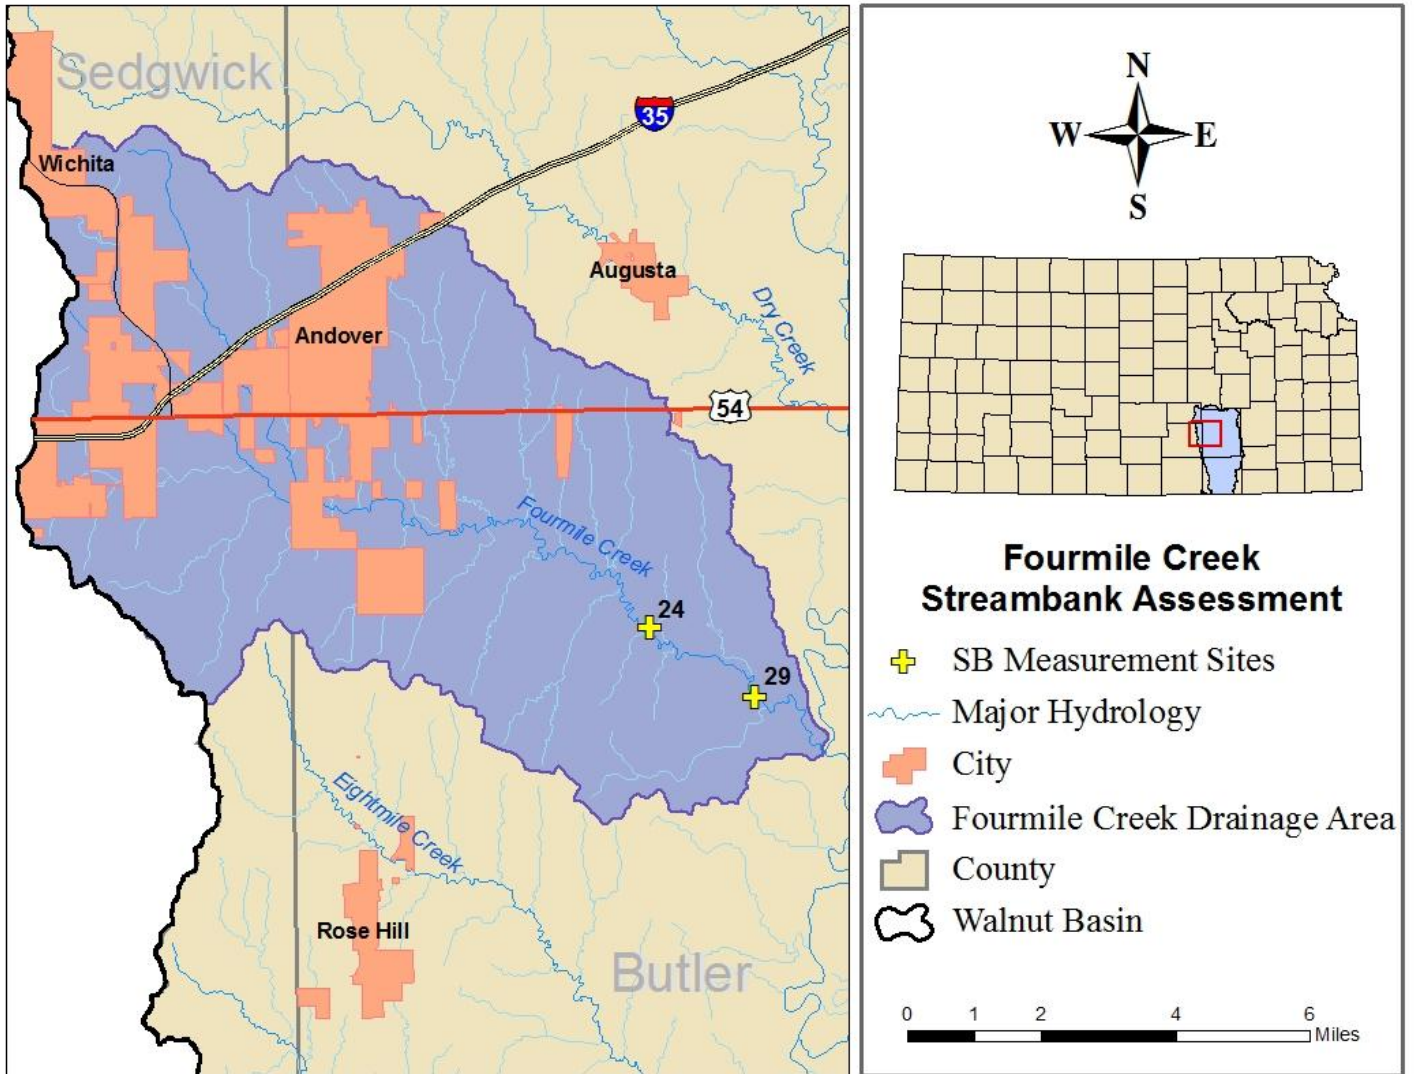 Sedgwick
35
Wichita
Augusta
Dry Creek
Andover
54
Fourmile Creek
24
29
Eightmile Creek
Rose Hill
Butler
N
W E
S
Fourmile Creek
Streambank Assessment
SB Measurement Sites
Major Hydrology
City
Fourmile Creek Drainage Area
County
Walnut Basin
0 1 2 4 6
Miles